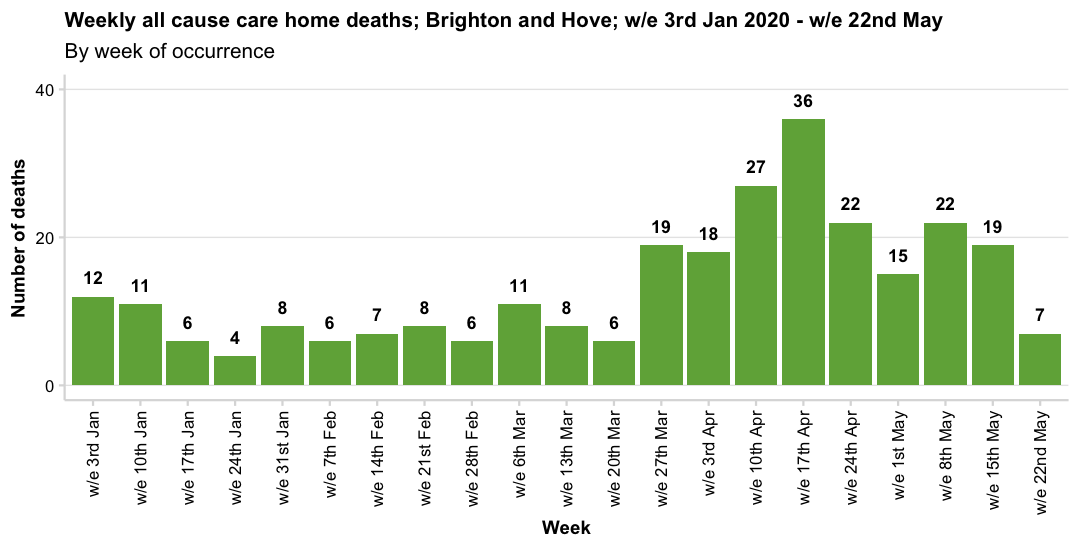 Weekly all cause care home deaths; Brighton and Hove; w/e 3rd Jan 2020 - w/e 22nd May
By week of occurrence
Number of deaths
40
20
0
12
11
6
4
8
6
7
8
6
11
8
6
19
18
27
36
22
15
22
19
7
w/e 3rd Jan
w/e 10th Jan
w/e 17th Jan
w/e 24th Jan
w/e 31st Jan
w/e 7th Feb
w/e 14th Feb
w/e 21st Feb
w/e 28th Feb
w/e 6th Mar
w/e 13th Mar
w/e 20th Mar
w/e 27th Mar
w/e 3rd Apr
w/e 10th Apr
w/e 17th Apr
w/e 24th Apr
w/e 1st May
w/e 8th May
w/e 15th May
w/e 22nd May
Week